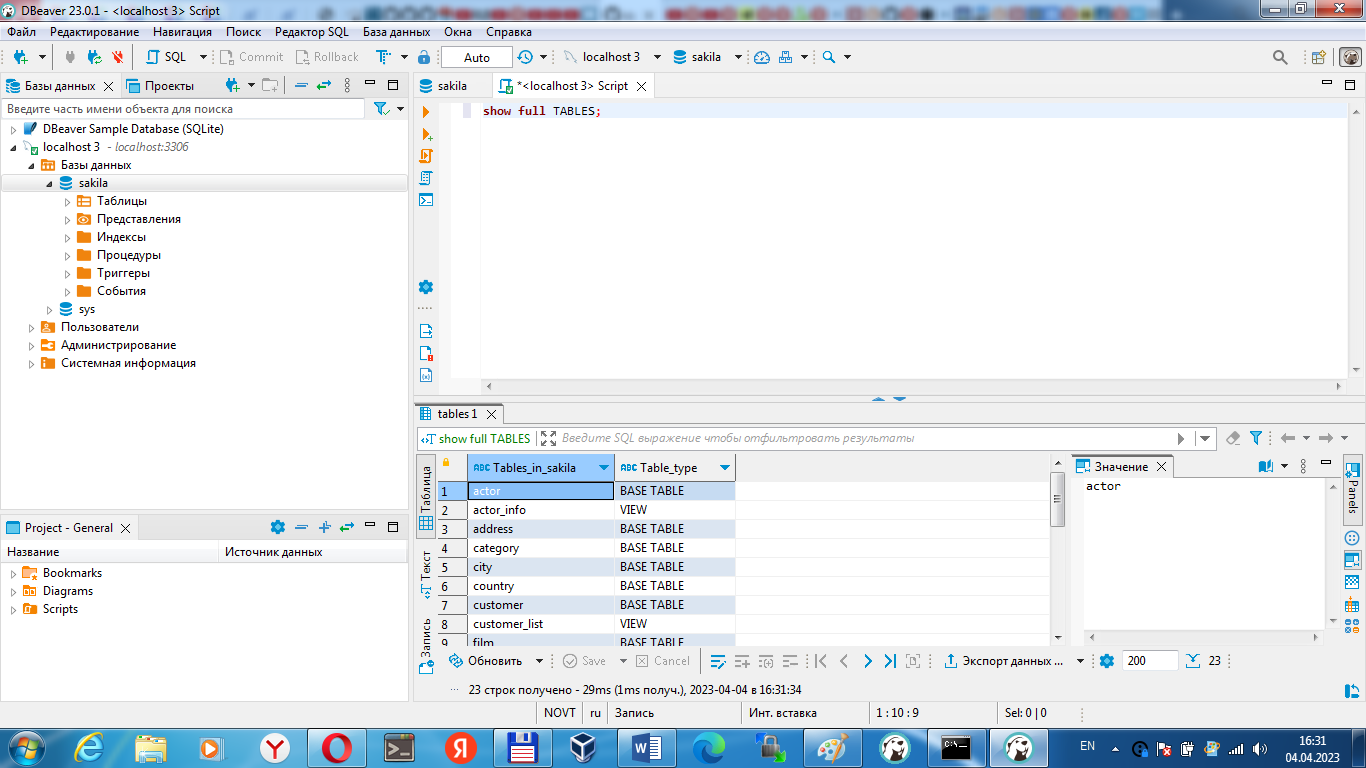 DBeaver 23.0.1 - <localhost 3> Script
Файл Редактирование Навигация Поиск Редактор SQL База данных Окна Справка
SQL Commit Rollback Auto localhost 3 sakila
Базы данных Проекты
Введите часть имени объекта для поиска
DBeaver Sample Database (SQLite)
localhost 3 - localhost:3306
Базы данных
sakila
Таблицы
Представления
Индексы
Процедуры
Триггеры
События
sys
Пользователи
Администрирование
Системная информация
Project - General
Название Источник данных
Bookmarks
Diagrams
Scripts
sakila *<localhost 3> Script
show full TABLES;
tables 1
show full TABLES Введите SQL выражение чтобы отфильтровать результаты
Таблица
Текст
Запись
ABC Tables_in_sakila ABC Table_type
1 actor BASE TABLE
2 actor_info VIEW
3 address BASE TABLE
4 category BASE TABLE
5 city BASE TABLE
6 country BASE TABLE
7 customer BASE TABLE
8 customer_list VIEW
9 film BASE TABLE
Значение
actor
Panels
Обновить Save Cancel Экспорт данных ... 200 23
23 строк получено - 29ms (1ms получ.), 2023-04-04 в 16:31:34
NOVT ru Запись Инт. вставка 1 : 10 : 9 Sel: 0 | 0
EN 16:31
04.04.2023